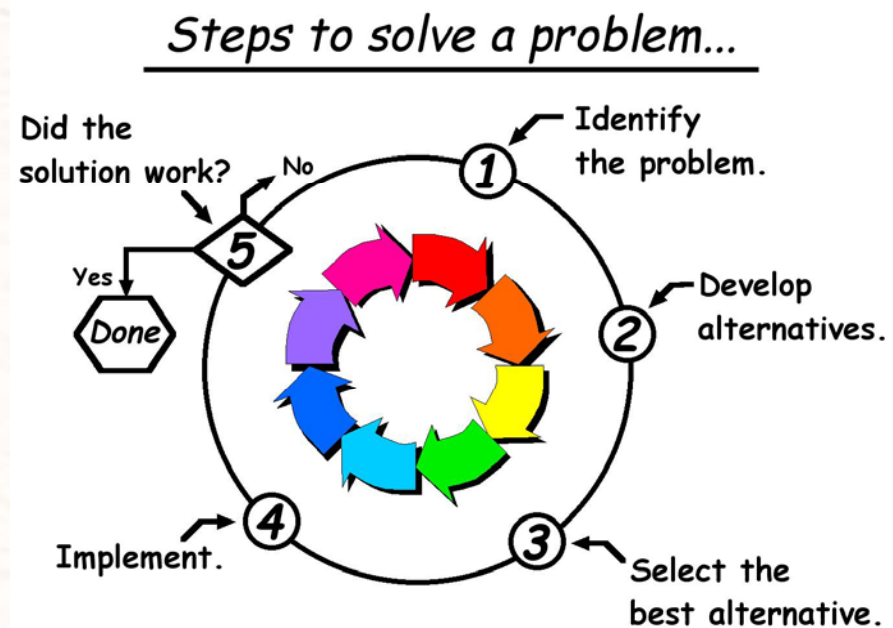 Steps to solve a problem...
Did the
solution work?
No
1
Identify
the problem.
5
Yes
Done
2
Develop
alternatives.
4
Implement.
3
Select the
best alternative.